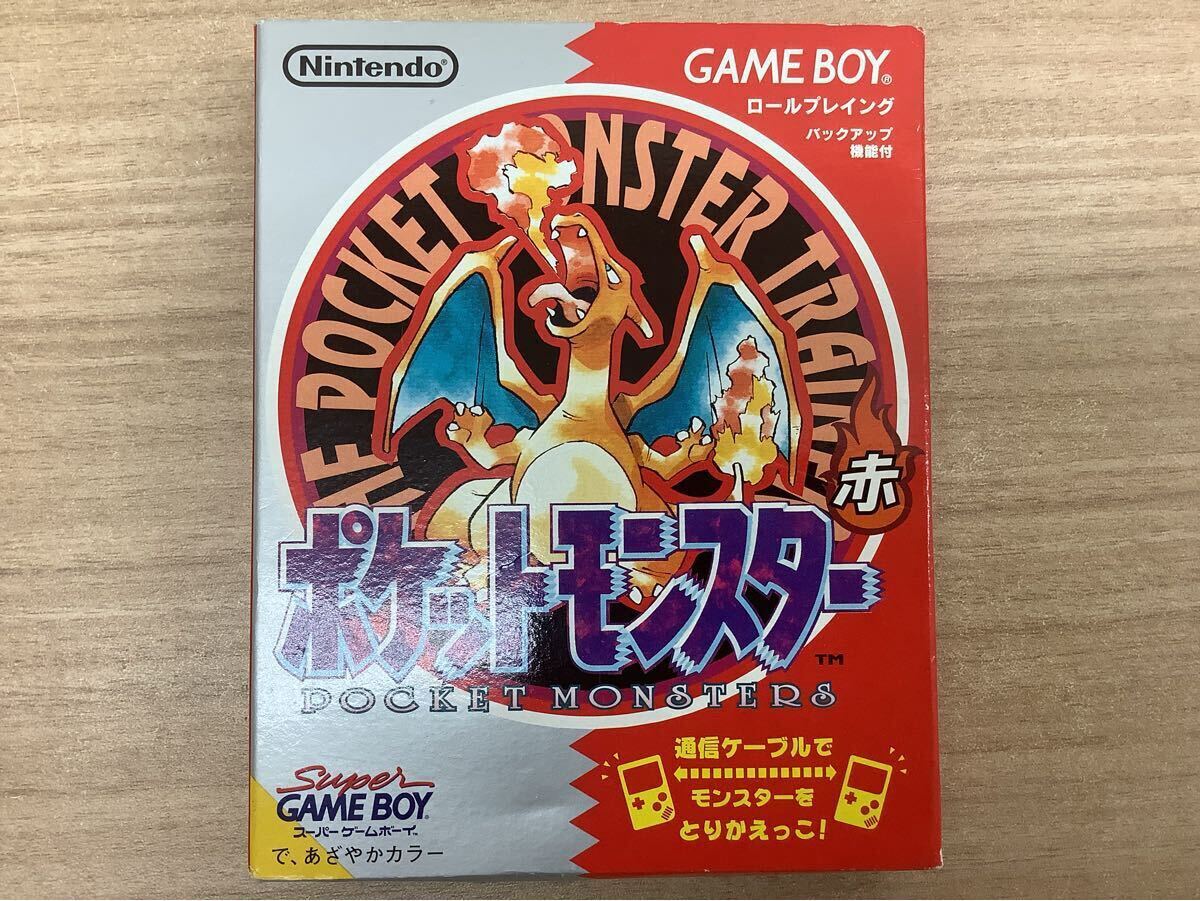 Nintendo®
GAME BOY®
ロールプレイング
バックアップ
機能付
POCKET MONSTER
赤
ポケットモンスター
TM
POCKET MONSTERS
通信ケーブルで
モンスターを
とりかえっこ!
Super
GAME BOY®
スーパーゲームボーイ™
で、あざやかカラー